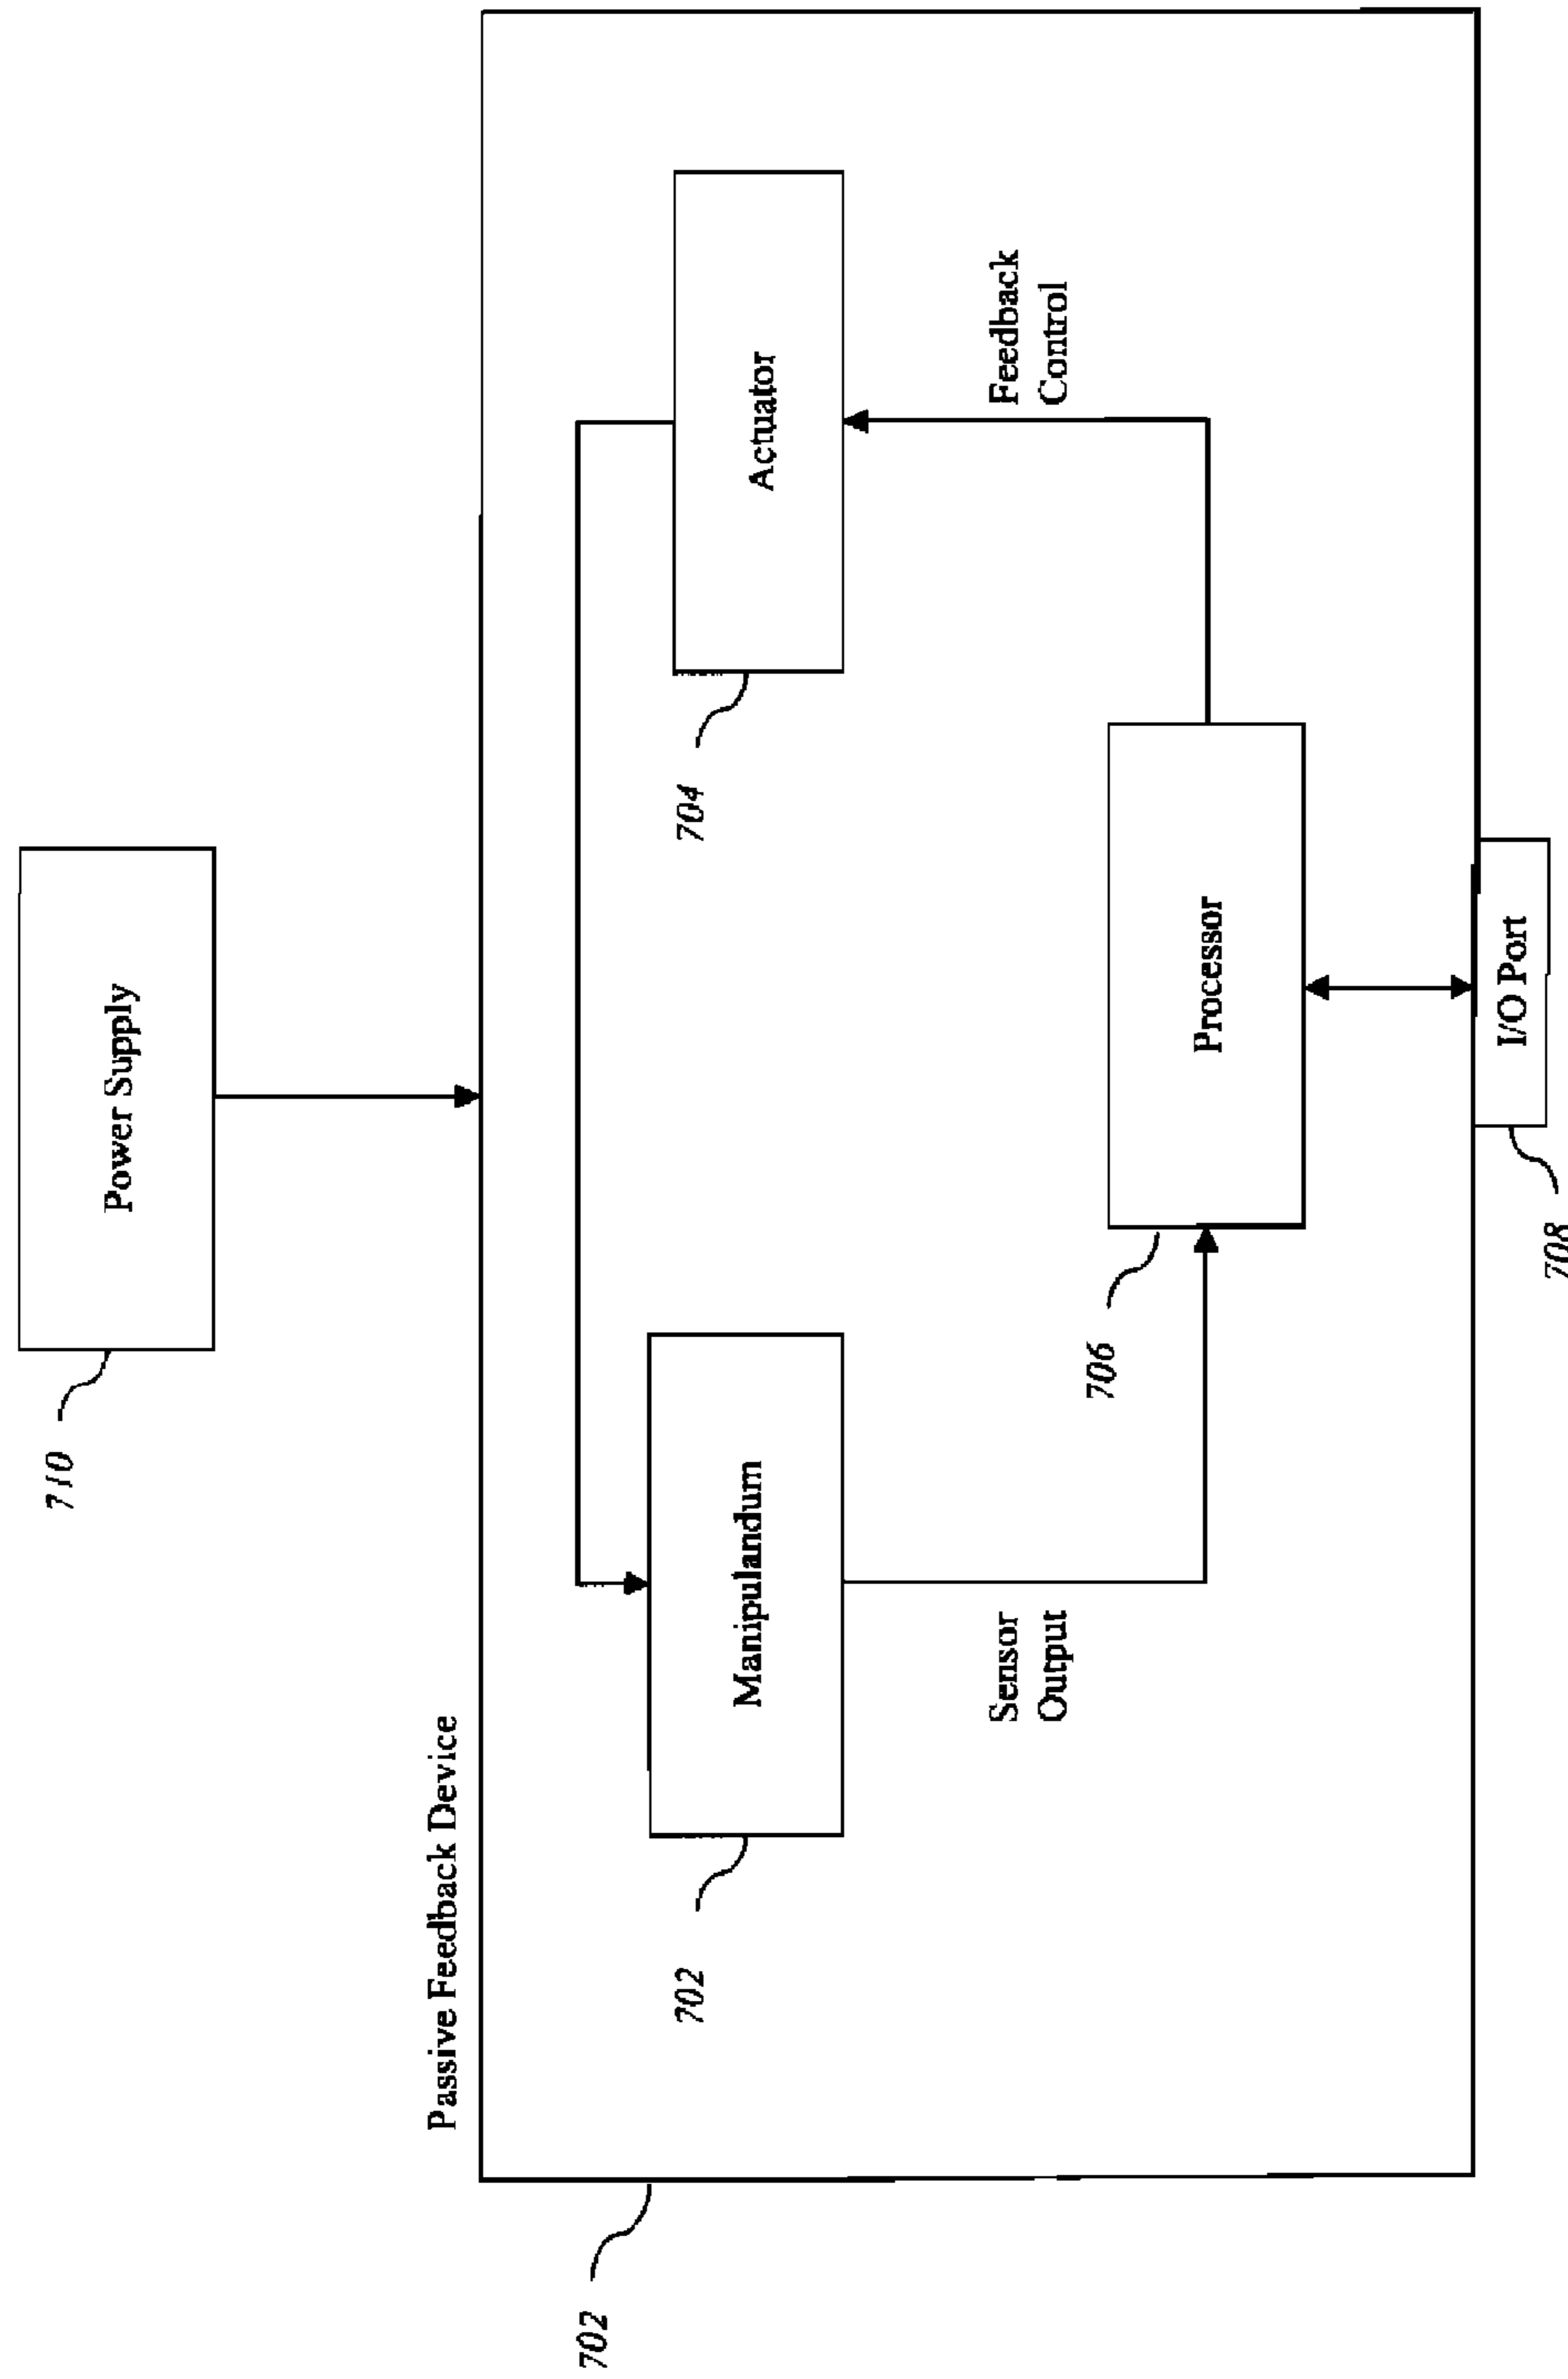 710
Power Supply
Passive Feedback Device
702
702
Manipulandum
704
Actuator
Sensor
Output
Feedback
Control
706
Processor
I/O Port
708